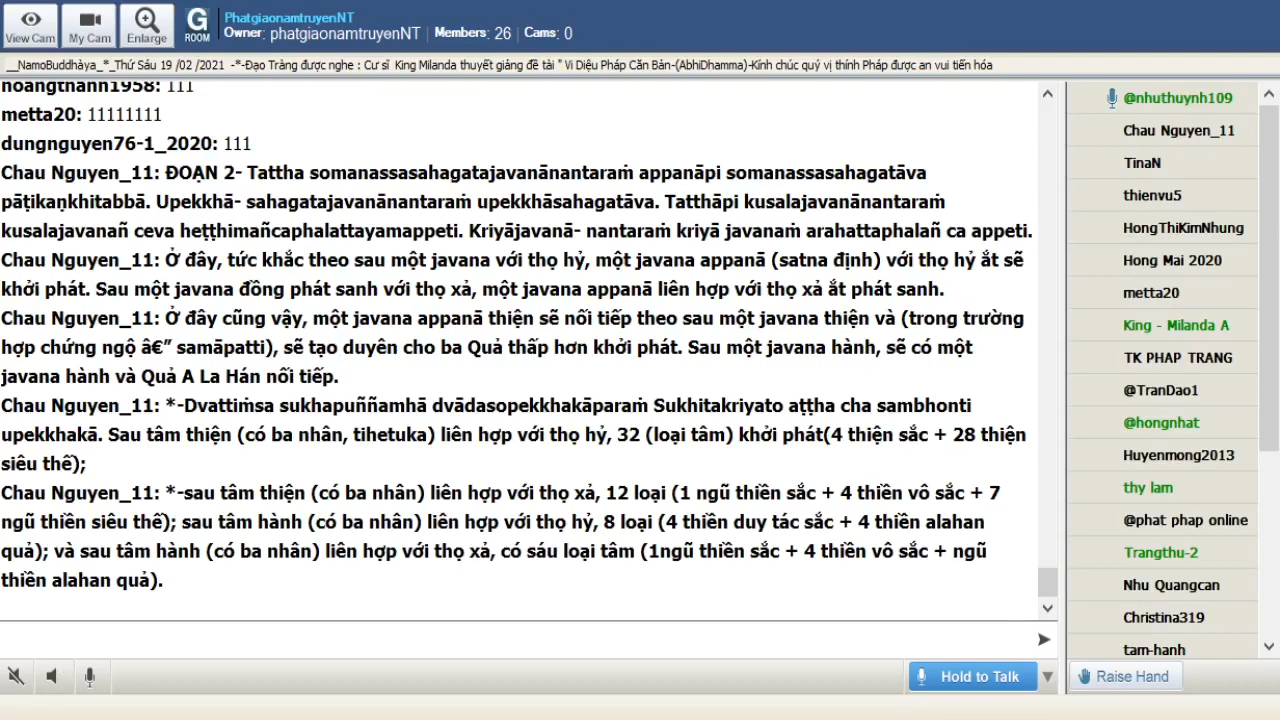 View Cam
My Cam
Enlarge
G
ROOM
PhatgiaonamtruyenNT
Owner: phatgiaonamtruyenNT | Members: 26 | Cams: 0
__NamoBuddhàya_*_Thứ Sáu 19 /02 /2021 -*-Đạo Tràng được nghe : Cư sĩ King Milanda thuyết giảng đề tài " Vi Diệu Pháp Căn Bản-(AbhiDhamma)-Kính chúc quý vị thính Pháp được an vui tiến hóa
hoangthanh1958: 111
metta20: 11111111
dungnguyen76-1_2020: 111
Chau Nguyen_11: ĐOẠN 2- Tattha somanassasahagatajavanānantaraṁ appanāpi somanassasahagatāva
pāṭikaṇkhitabbā. Upekkhā- sahagatajavanānantaraṁ upekkhāsahagatāva. Tatthāpi kusalajavanānantaraṁ
kusalajavanañ ceva heṭṭhimañcaphalattayamappeti. Kriyājavanā- nantaraṁ kriyā javanaṁ arahattaphalañ ca appeti.
Chau Nguyen_11: Ở đây, tức khắc theo sau một javana với thọ hỷ, một javana appanā (satna định) với thọ hỷ ắt sẽ
khởi phát. Sau một javana đồng phát sanh với thọ xả, một javana appanā liên hợp với thọ xả ắt phát sanh.
Chau Nguyen_11: Ở đây cũng vậy, một javana appanā thiện sẽ nối tiếp theo sau một javana thiện và (trong trường
hợp chứng ngộ â€” samāpatti), sẽ tạo duyên cho ba Quả thấp hơn khởi phát. Sau một javana hành, sẽ có một
javana hành và Quả A La Hán nối tiếp.
Chau Nguyen_11: *-Dvattiṁsa sukhapuññamhā dvādasopekkhakāparaṁ Sukhitakriyato aṭṭha cha sambhonti
upekkhakā. Sau tâm thiện (có ba nhân, tihetuka) liên hợp với thọ hỷ, 32 (loại tâm) khởi phát(4 thiện sắc + 28 thiện
siêu thế);
Chau Nguyen_11: *-sau tâm thiện (có ba nhân) liên hợp với thọ xả, 12 loại (1 ngũ thiền sắc + 4 thiền vô sắc + 7
ngũ thiền siêu thế); sau tâm hành (có ba nhân) liên hợp với thọ hỷ, 8 loại (4 thiền duy tác sắc + 4 thiền alahan
quả); và sau tâm hành (có ba nhân) liên hợp với thọ xả, có sáu loại tâm (1ngũ thiền sắc + 4 thiền vô sắc + ngũ
thiền alahan quả).
@nhuthuynh109
Chau Nguyen_11
TinaN
thienvu5
HongThiKimNhung
Hong Mai 2020
metta20
King - Milanda A
TK PHAP TRANG
@TranDao1
@hongnhat
Huyenmong2013
thy lam
@phat phap online
Trangthu-2
Nhu Quangcan
Christina319
tam-hanh
Hold to Talk
Raise Hand